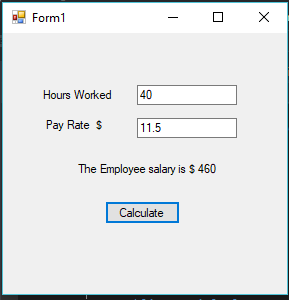 Form1
Hours Worked 40
Pay Rate $ 11.5
The Employee salary is $ 460
Calculate